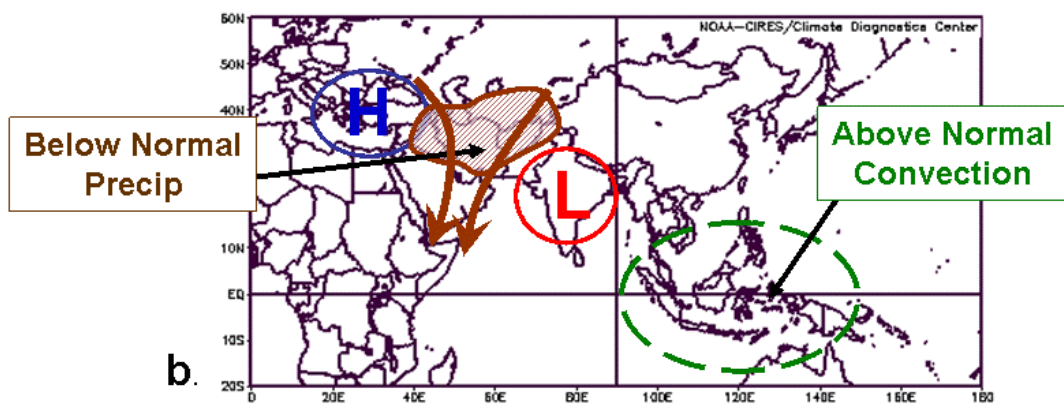 NOAA-CIRES/Climate Diagnostics Center
60N
50N
40N
10N
EQ
10S
20S
0
20E
40E
60E
80E
100E
120E
140E
160E
180
H
L
Below Normal
Precip
Above Normal
Convection
b.